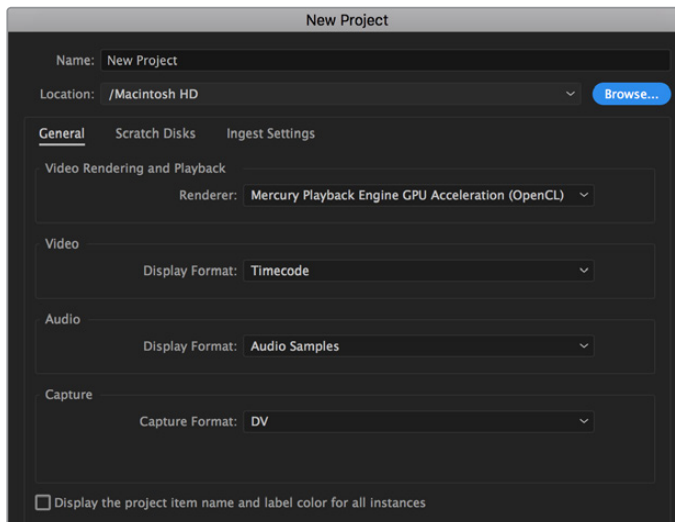 New Project
Name: New Project
Location: /Macintosh HD Browse...
General Scratch Disks Ingest Settings
Video Rendering and Playback
Renderer: Mercury Playback Engine GPU Acceleration (OpenCL)
Video
Display Format: Timecode
Audio
Display Format: Audio Samples
Capture
Capture Format: DV
Display the project item name and label color for all instances